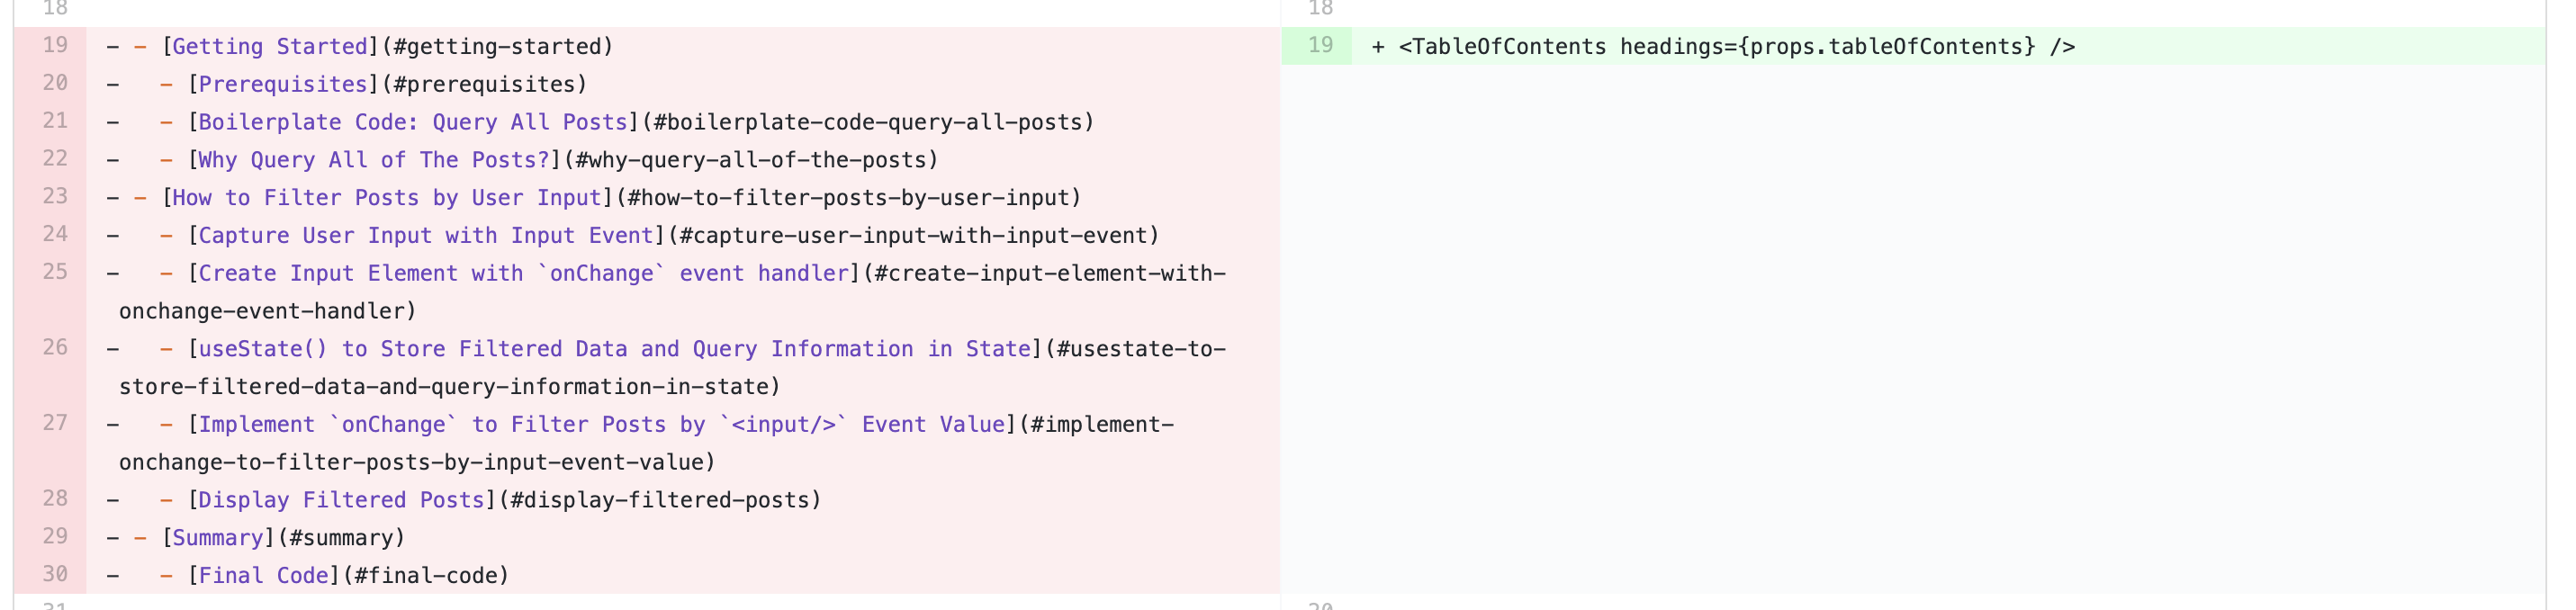 18
19 - - [Getting Started](#getting-started)
20 -   - [Prerequisites](#prerequisites)
21 -   - [Boilerplate Code: Query All Posts](#boilerplate-code-query-all-posts)
22 -   - [Why Query All of The Posts?](#why-query-all-of-the-posts)
23 - - [How to Filter Posts by User Input](#how-to-filter-posts-by-user-input)
24 -   - [Capture User Input with Input Event](#capture-user-input-with-input-event)
25 -   - [Create Input Element with `onChange` event handler](#create-input-element-with-
onchange-event-handler)
26 -   - [useState() to Store Filtered Data and Query Information in State](#usestate-to-
store-filtered-data-and-query-information-in-state)
27 -   - [Implement `onChange` to Filter Posts by `<input/>` Event Value](#implement-
onchange-to-filter-posts-by-input-event-value)
28 -   - [Display Filtered Posts](#display-filtered-posts)
29 - - [Summary](#summary)
30 -   - [Final Code](#final-code)
31
18
19 + <TableOfContents headings={props.tableOfContents} />
20